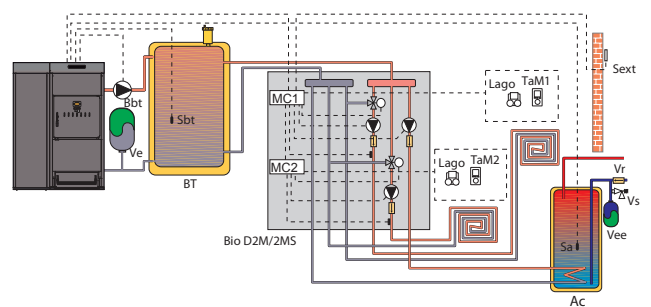 Sext
Lago TaM1
Bbt
MC1
Sbt
Ve
Lago TaM2
MC2
BT
Vr
Vs
Bio D2M/2MS
Sa
Vee
Ac